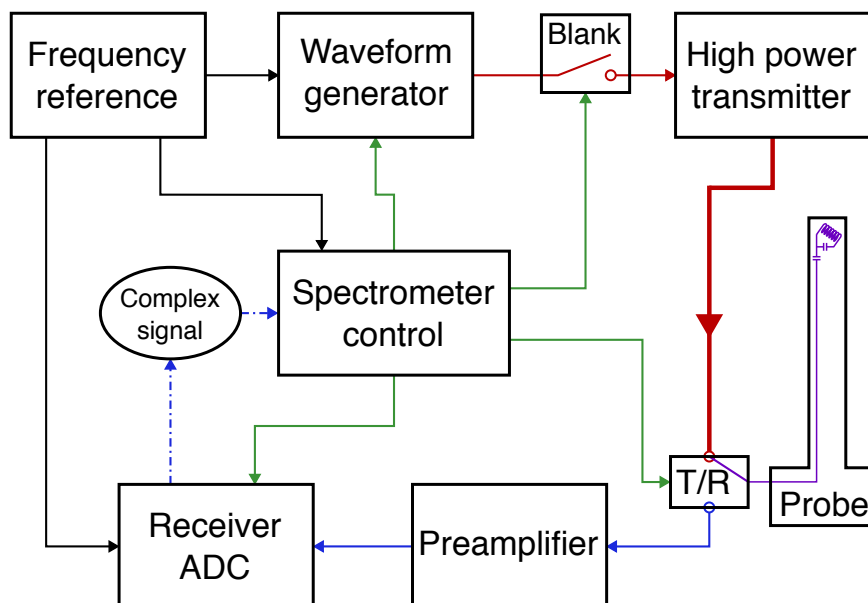 Frequency
reference
Waveform
generator
Blank
High power
transmitter
Complex
signal
Spectrometer
control
T/R
Probe
Receiver
ADC
Preamplifier